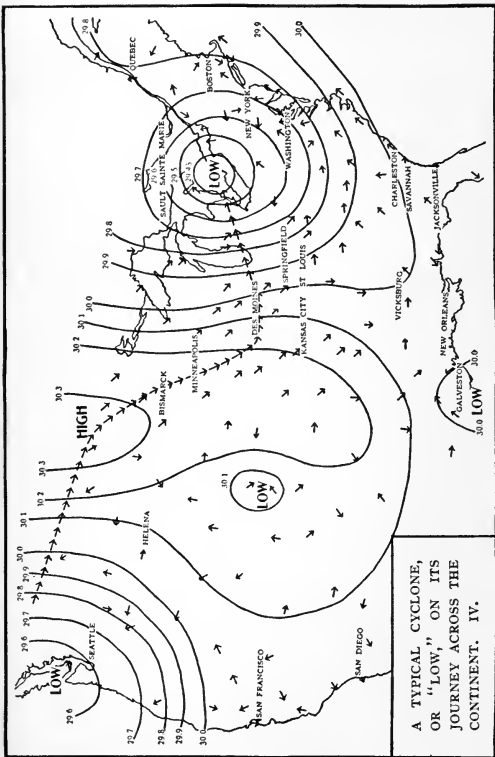 29.8
QUEBEC
29.9
30.0
BOSTON
NEW YORK
WASHINGTON
SAULT SAINTE MARIE
29.7
29.6
29.5
LOW
29.8
29.9
30.0
30.1
30.2
SPRINGFIELD
ST LOUIS
DES MOINES
KANSAS CITY
CHARLESTON
SAVANNAH
JACKSONVILLE
VICKSBURG
NEW ORLEANS
GALVESTON
30.0
LOW
30.0
MINNEAPOLIS
BISMARCK
30.3
HIGH
30.3
30.2
30.1
30.1
LOW
HELENA
30.0
29.9
29.8
29.7
29.6
SEATTLE
LOW
29.6
29.7
29.8
29.9
30.0
SAN FRANCISCO
SAN DIEGO
A TYPICAL CYCLONE,
OR "LOW," ON ITS
JOURNEY ACROSS THE
CONTINENT. IV.